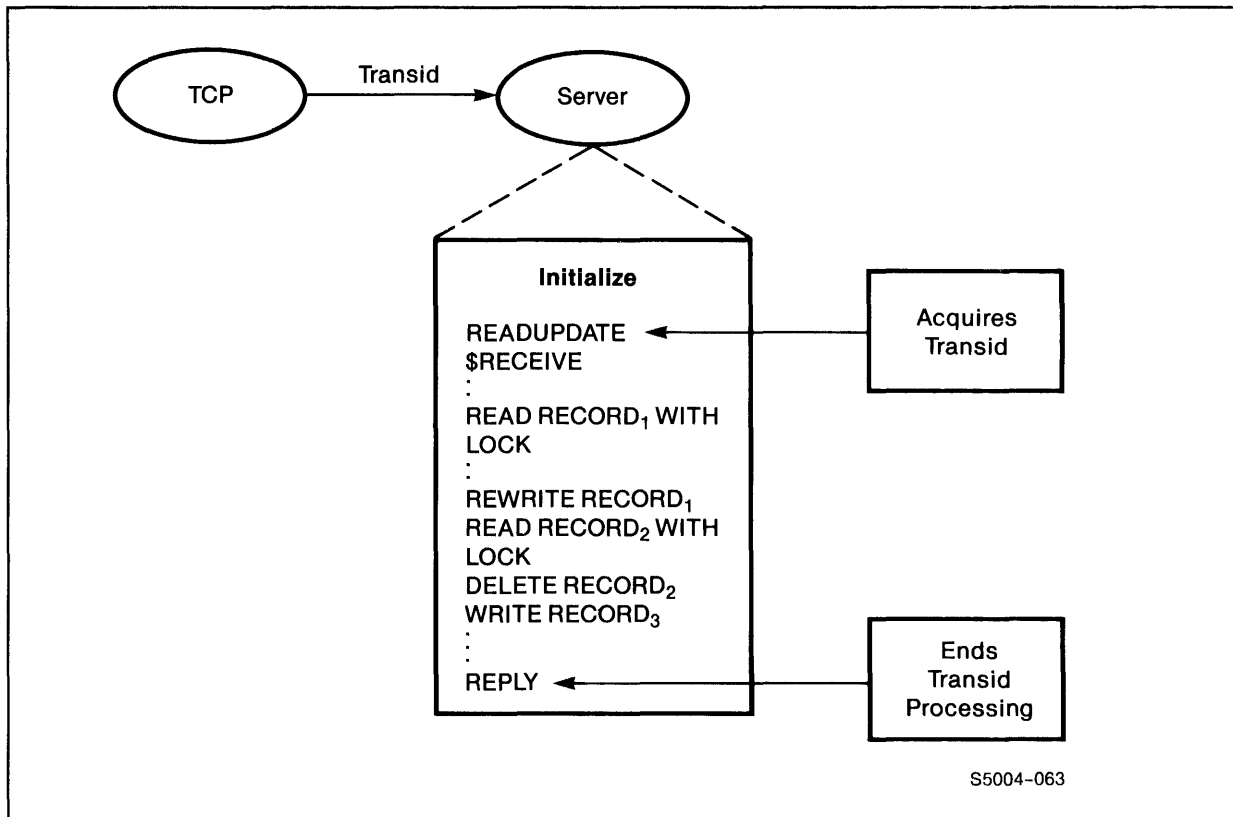 TCP
Transid
Server
Initialize
READUPDATE
$RECEIVE
.
.
READ RECORD₁ WITH
LOCK
.
.
REWRITE RECORD₁
READ RECORD₂ WITH
LOCK
DELETE RECORD₂
WRITE RECORD₃
.
.
.
REPLY
Acquires
Transid
Ends
Transid
Processing
S5004-063